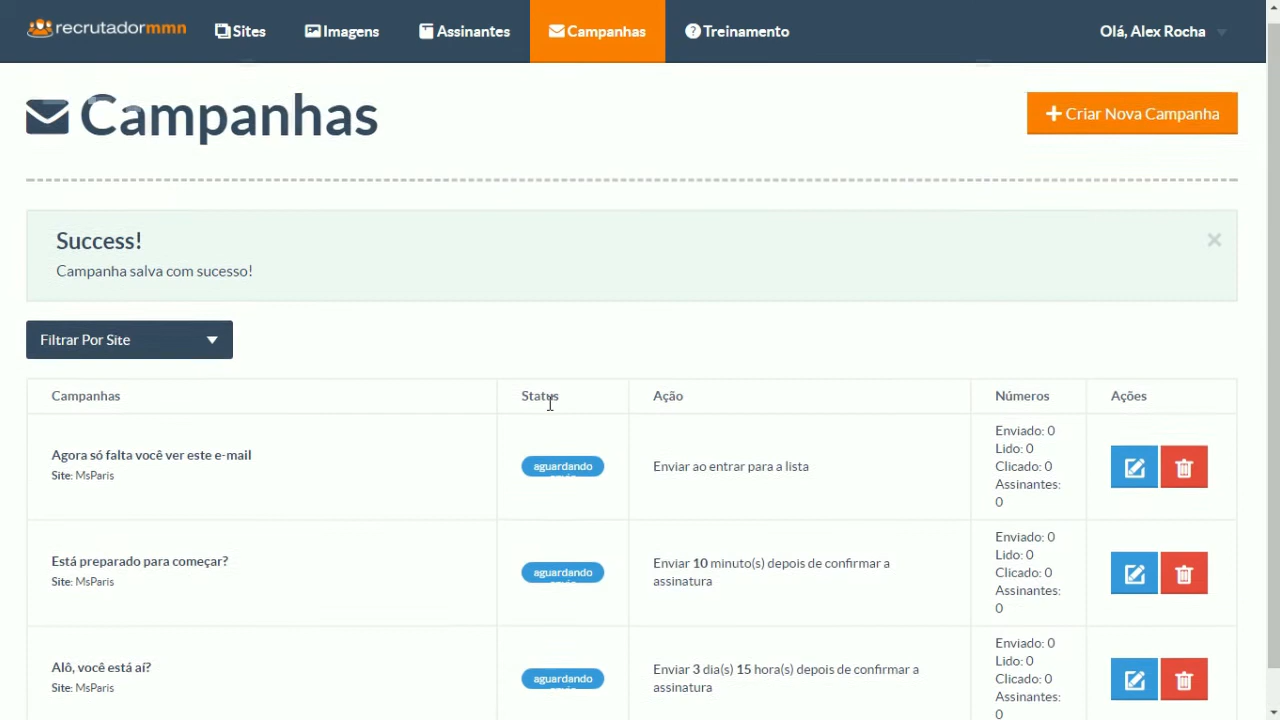 recrutadormmn Sites Imagens Assinantes Campanhas Treinamento Olá, Alex Rocha
Campanhas
Criar Nova Campanha
Success!
Campanha salva com sucesso!
Filtrar Por Site
Campanhas Status Ação Números Ações
Agora só falta você ver este e-mail
Site: MsParis
aguardando
Enviar ao entrar para a lista
Enviado: 0
Lido: 0
Clicado: 0
Assinantes:
0
Está preparado para começar?
Site: MsParis
aguardando
Enviar 10 minuto(s) depois de confirmar a
assinatura
Enviado: 0
Lido: 0
Clicado: 0
Assinantes:
0
Alô, você está aí?
Site: MsParis
aguardando
Enviar 3 dia(s) 15 hora(s) depois de confirmar a
assinatura
Enviado: 0
Lido: 0
Clicado: 0
Assinantes:
0